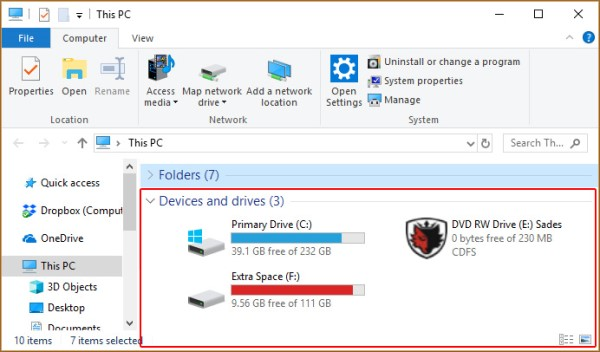 This PC
File
Computer
View
Properties
Open
Rename
Access media
Map network drive
Add a network location
Open Settings
Uninstall or change a program
System properties
Manage
Location
Network
System
This PC
Search Th...
Quick access
Dropbox (Comput
OneDrive
This PC
3D Objects
Desktop
Documents
Folders (7)
Devices and drives (3)
Primary Drive (C:)
39.1 GB free of 232 GB
Extra Space (F:)
9.56 GB free of 111 GB
DVD RW Drive (E:) Sades
0 bytes free of 230 MB
CDFS
10 items
7 items selected